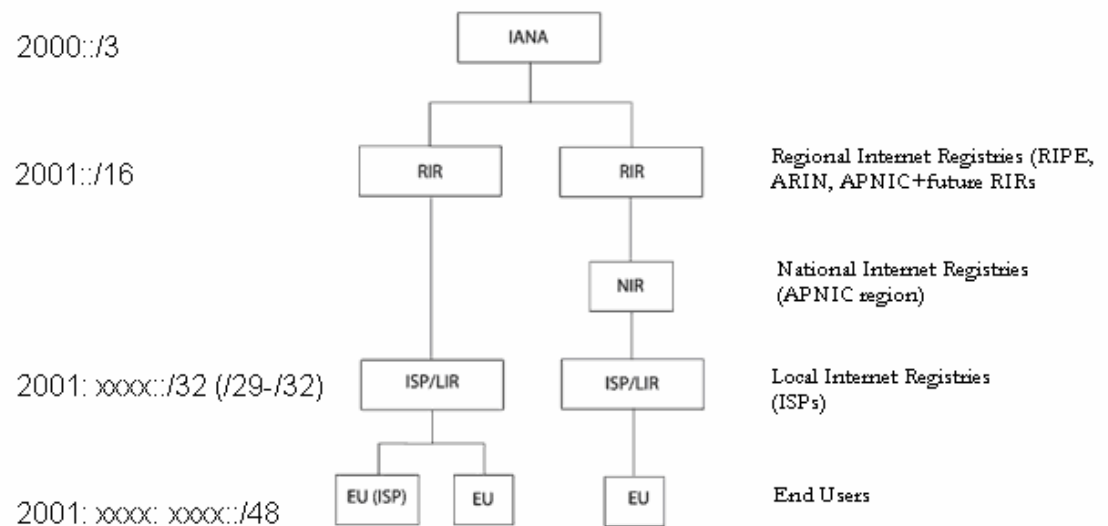 2000::/3
IANA
2001::/16
RIR
RIR
Regional Internet Registries (RIPE,
ARIN, APNIC+future RIRs
NIR
National Internet Registries
(APNIC region)
2001: xxxx::/32 (/29-/32)
ISP/LIR
ISP/LIR
Local Internet Registries
(ISPs)
2001: xxxx: xxxx::/48
EU (ISP)
EU
EU
End Users